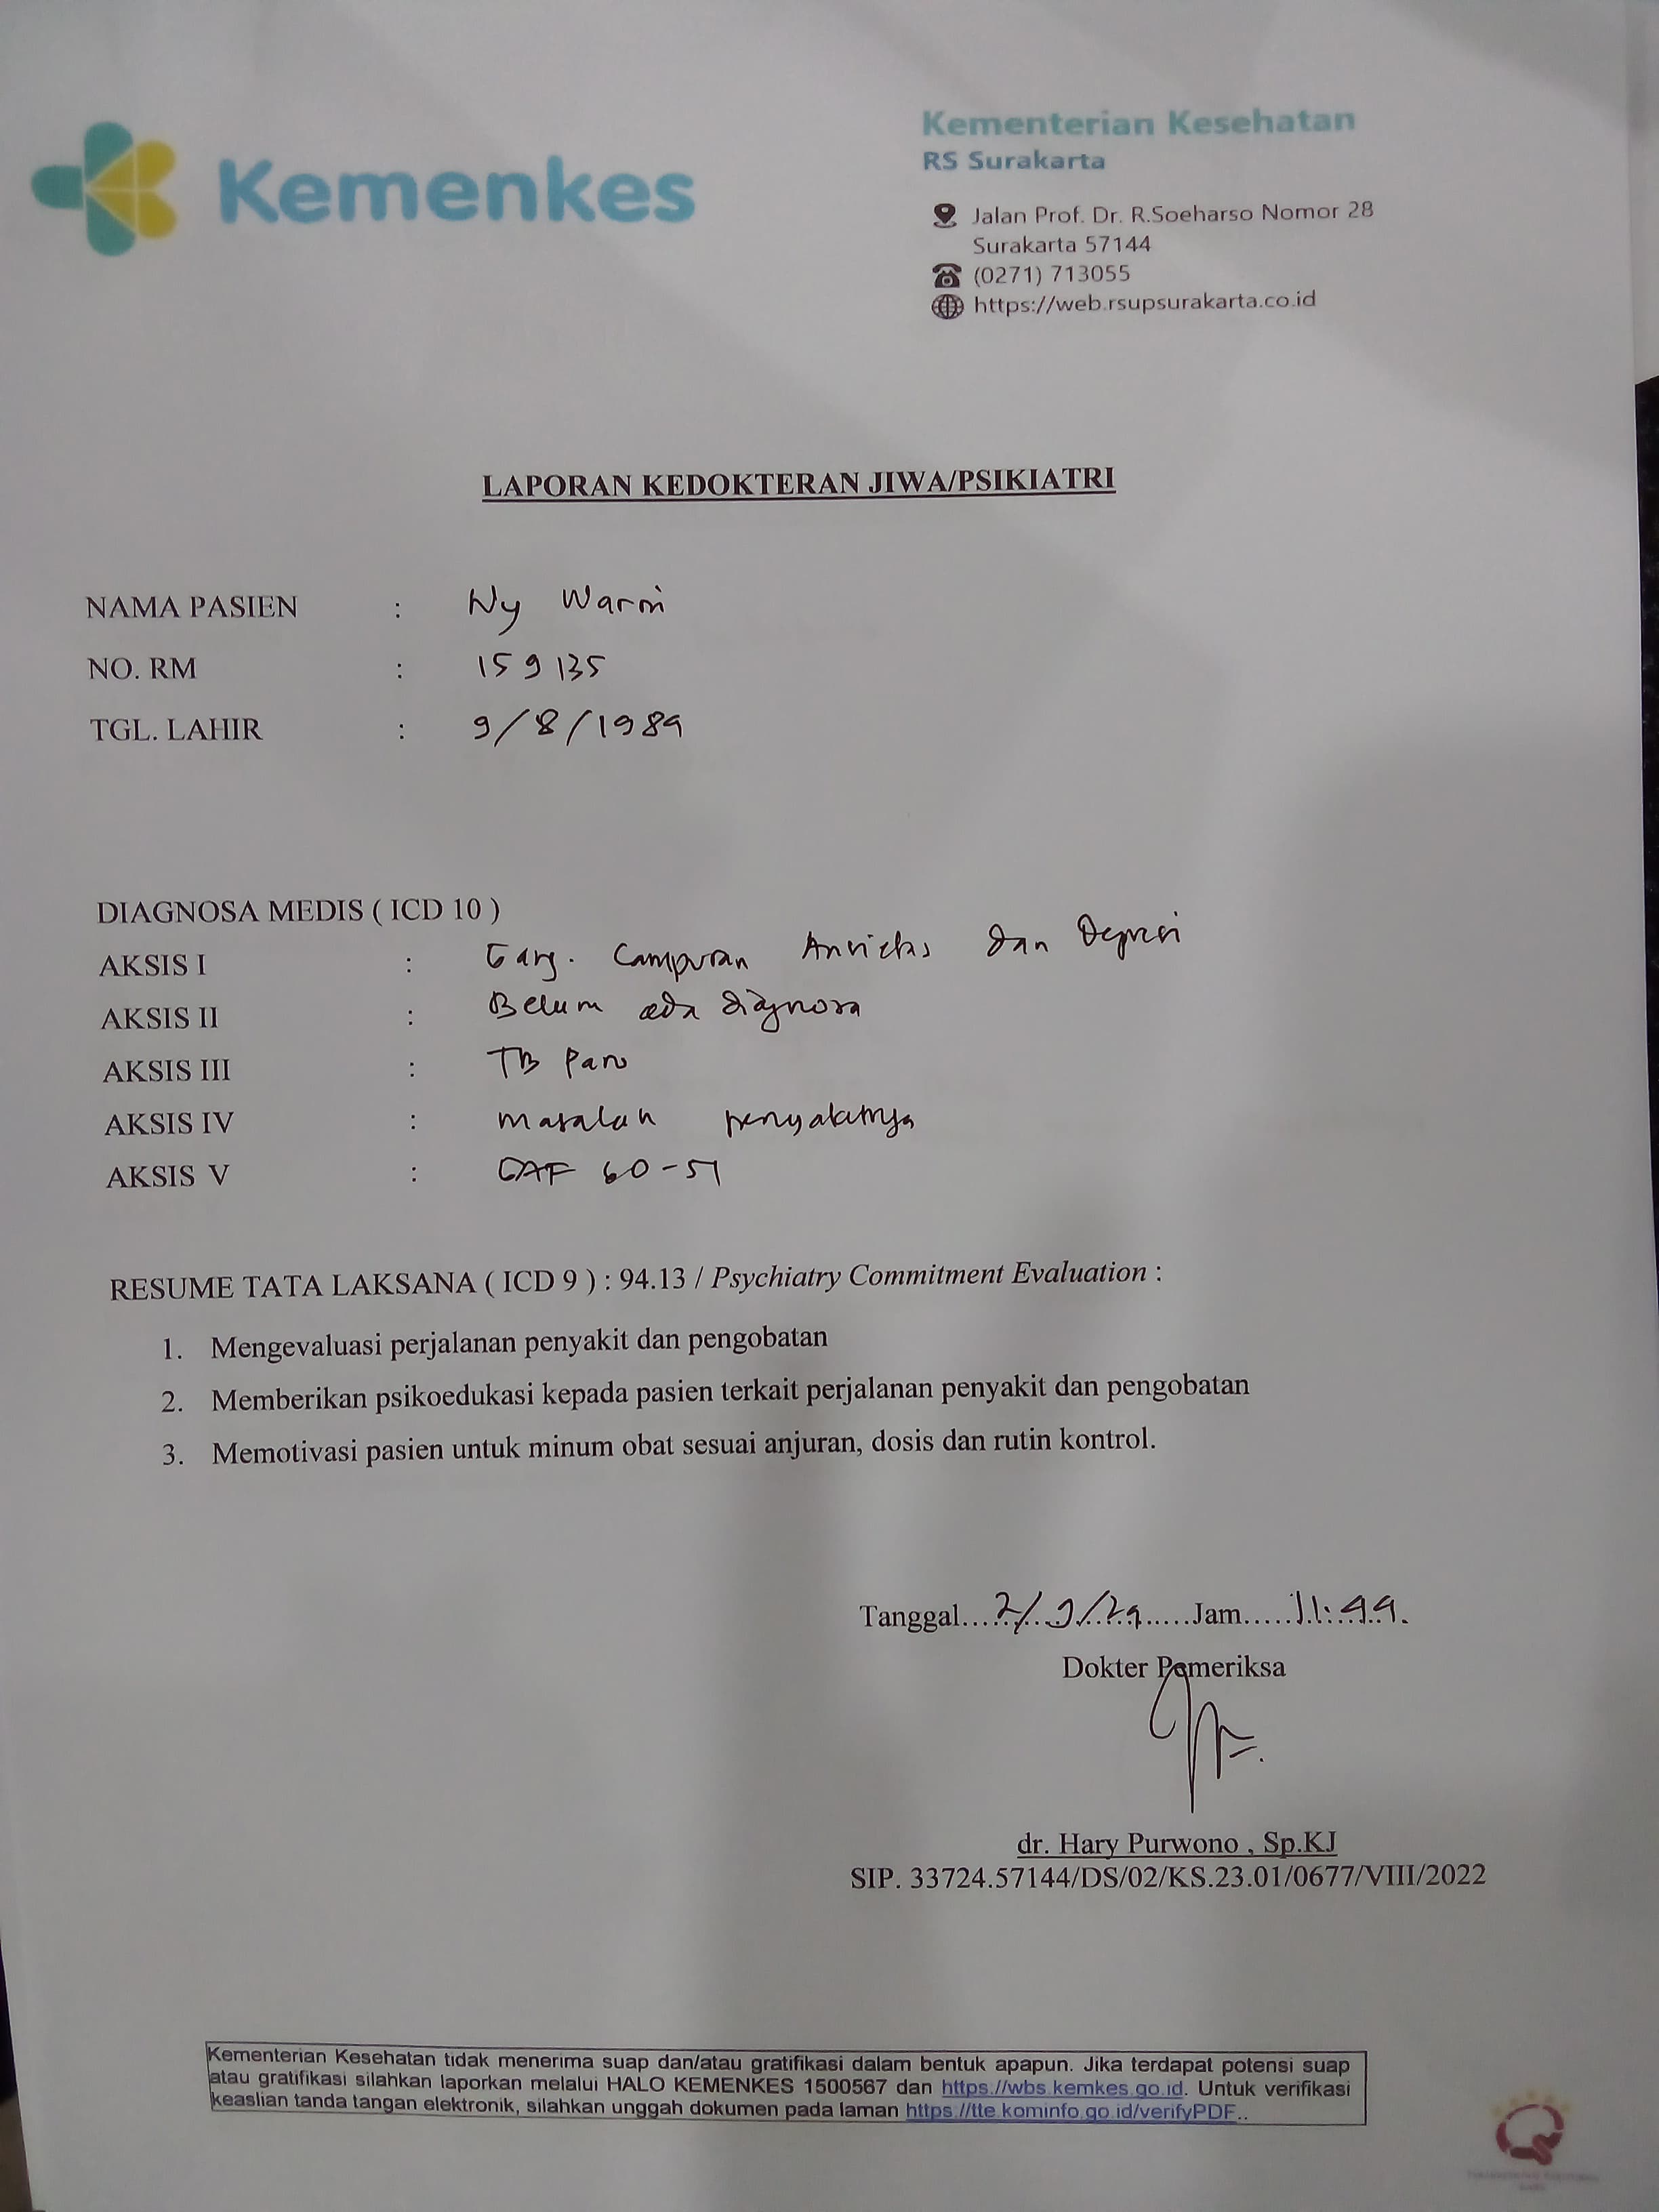 Kemenkes
Kementerian Kesehatan
RS Surakarta
Jalan Prof. Dr. R.Soeharso Nomor 28
Surakarta 57144
(0271) 713055
https://web.rsupsurakarta.co.id
LAPORAN KEDOKTERAN JIWA/PSIKIATRI
NAMA PASIEN : Ny
NO. RM : 159135
TGL. LAHIR : 9/8/1989
DIAGNOSA MEDIS ( ICD 10 )
AKSIS I : Gang. Campuran Anxietas dan Depresi
AKSIS II : Belum ada diagnosa
AKSIS III : TB Paru
AKSIS IV : masalah penyakitnya
AKSIS V : GAF 60-51
RESUME TATA LAKSANA ( ICD 9 ) : 94.13 / Psychiatry Commitment Evaluation :
1. Mengevaluasi perjalanan penyakit dan pengobatan
2. Memberikan psikoedukasi kepada pasien terkait perjalanan penyakit dan pengobatan
3. Memotivasi pasien untuk minum obat sesuai anjuran, dosis dan rutin kontrol.
Tanggal...2/9/24.....Jam.....11:44.
Dokter Pemeriksa
dr. Hary Purwono , Sp.KJ
SIP. 33724.57144/DS/02/KS.23.01/0677/VIII/2022
Kementerian Kesehatan tidak menerima suap dan/atau gratifikasi dalam bentuk apapun. Jika terdapat potensi suap
atau gratifikasi silahkan laporkan melalui HALO KEMENKES 1500567 dan https://wbs.kemkes.go.id. Untuk verifikasi
keaslian tanda tangan elektronik, silahkan unggah dokumen pada laman https://tte.kominfo.go.id/verifyPDF..